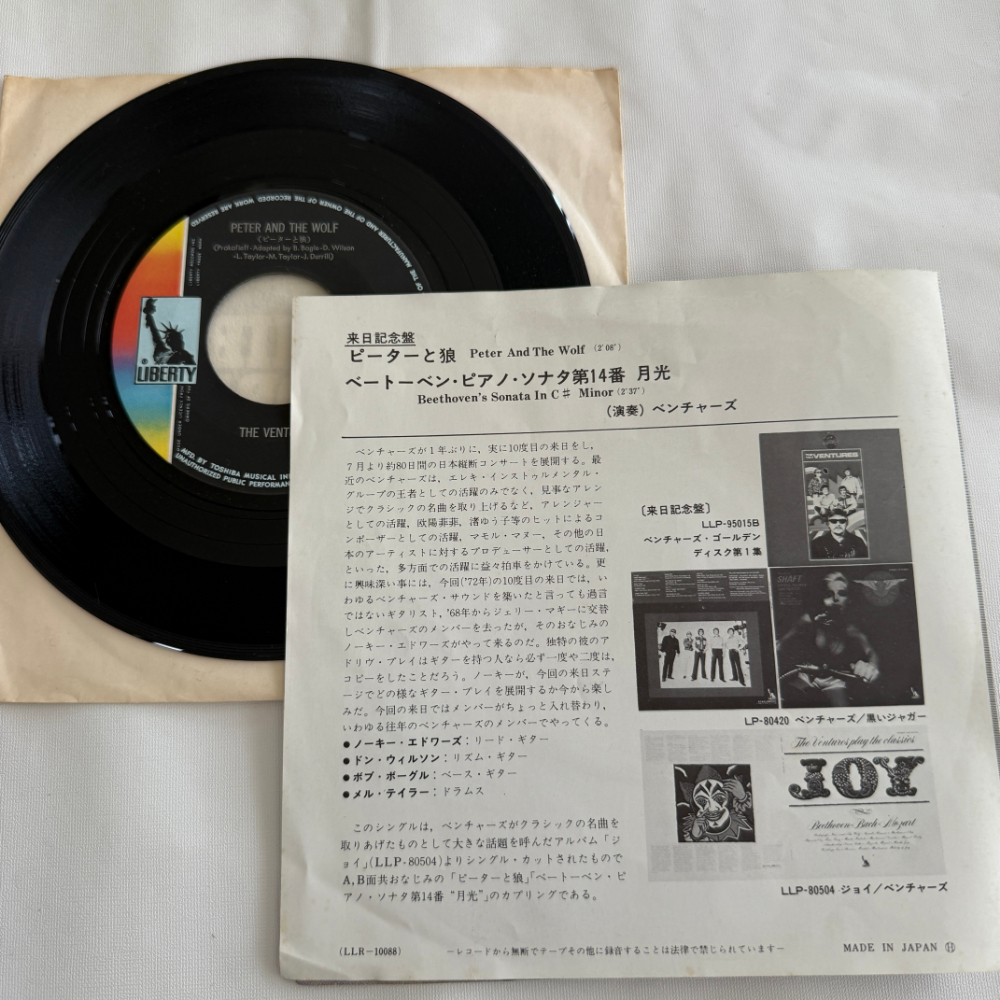 PETER AND THE WOLF
《ピーターと狼》
(Prokofieff-Adapted by B. Bogle-D. Wilson
-L. Taylor-M. Taylor-J. Durrill)
LIBERTY
THE VENT
MFD. BY TOSHIBA MUSICAL IN
UNAUTHORIZED PUBLIC PERFORMAN
OF THE MANUFACTURER AND OF THE OWNER OF THE RECORDED WORK ARE RESERVED
来日記念盤
ピーターと狼 Peter And The Wolf (2'08")
ベートーベン・ピアノ・ソナタ第14番 月光
Beethoven's Sonata In C♯ Minor (2'37")
(演奏) ベンチャーズ
ベンチャーズが1年ぶりに,実に10度目の来日をし,
7月より約80日間の日本縦断コンサートを展開する。最
近のベンチャーズは,エレキ・インストゥルメンタル・
グループの王者としての活躍のみでなく,見事なアレン
ジでクラシックの名曲を取り上げるなど,アレンジャー
としての活躍,欧陽菲菲,渚ゆう子等のヒットによるコ
ンポーザーとしての活躍,マモル・マヌー,その他の日
本のアーティストに対するプロデューサーとしての活躍,
といった,多方面での活躍に益々拍車をかけている。更
に興味深い事には,今回('72年)の10度目の来日では,い
わゆるベンチャーズ・サウンドを築いたと言っても過言
ではないギタリスト,'68年からジェリー・マギーに交替
しベンチャーズのメンバーを去ったが,そのおなじみの
ノーキー・エドワーズがやって来るのだ。独特の彼のア
ドリヴ・プレイはギターを持つ人なら必ず一度や二度は,
コピーをしたことだろう。ノーキーが,今回の来日ステ
ージでどの様なギター・プレイを展開するか今から楽し
みだ。今回の来日ではメンバーがちょっと入れ替わり,
いわゆる往年のベンチャーズのメンバーでやってくる。
●ノーキー・エドワーズ:リード・ギター
●ドン・ウィルソン:リズム・ギター
●ボブ・ボーグル:ベース・ギター
●メル・テイラー:ドラムス
このシングルは,ベンチャーズがクラシックの名曲を
取りあげたものとして大きな話題を呼んだアルバム「ジ
ョイ」(LLP-80504)よりシングル・カットされたもので
A,B面共おなじみの「ピーターと狼」「ベートーベン・ピ
アノ・ソナタ第14番“月光”」のカプリングである。
THE VENTURES
〔来日記念盤〕
LLP-95015B
ベンチャーズ・ゴールデン
ディスク第1集
SHAFT
LP-80420 ベンチャーズ/黒いジャガー
The Ventures play the classics
JOY
Beethoven-Bach-Mozart
LLP-80504 ジョイ/ベンチャーズ
(LLR-10088)
−レコードから無断でテープその他に録音することは法律で禁じられています−
MADE IN JAPAN Ⓗ